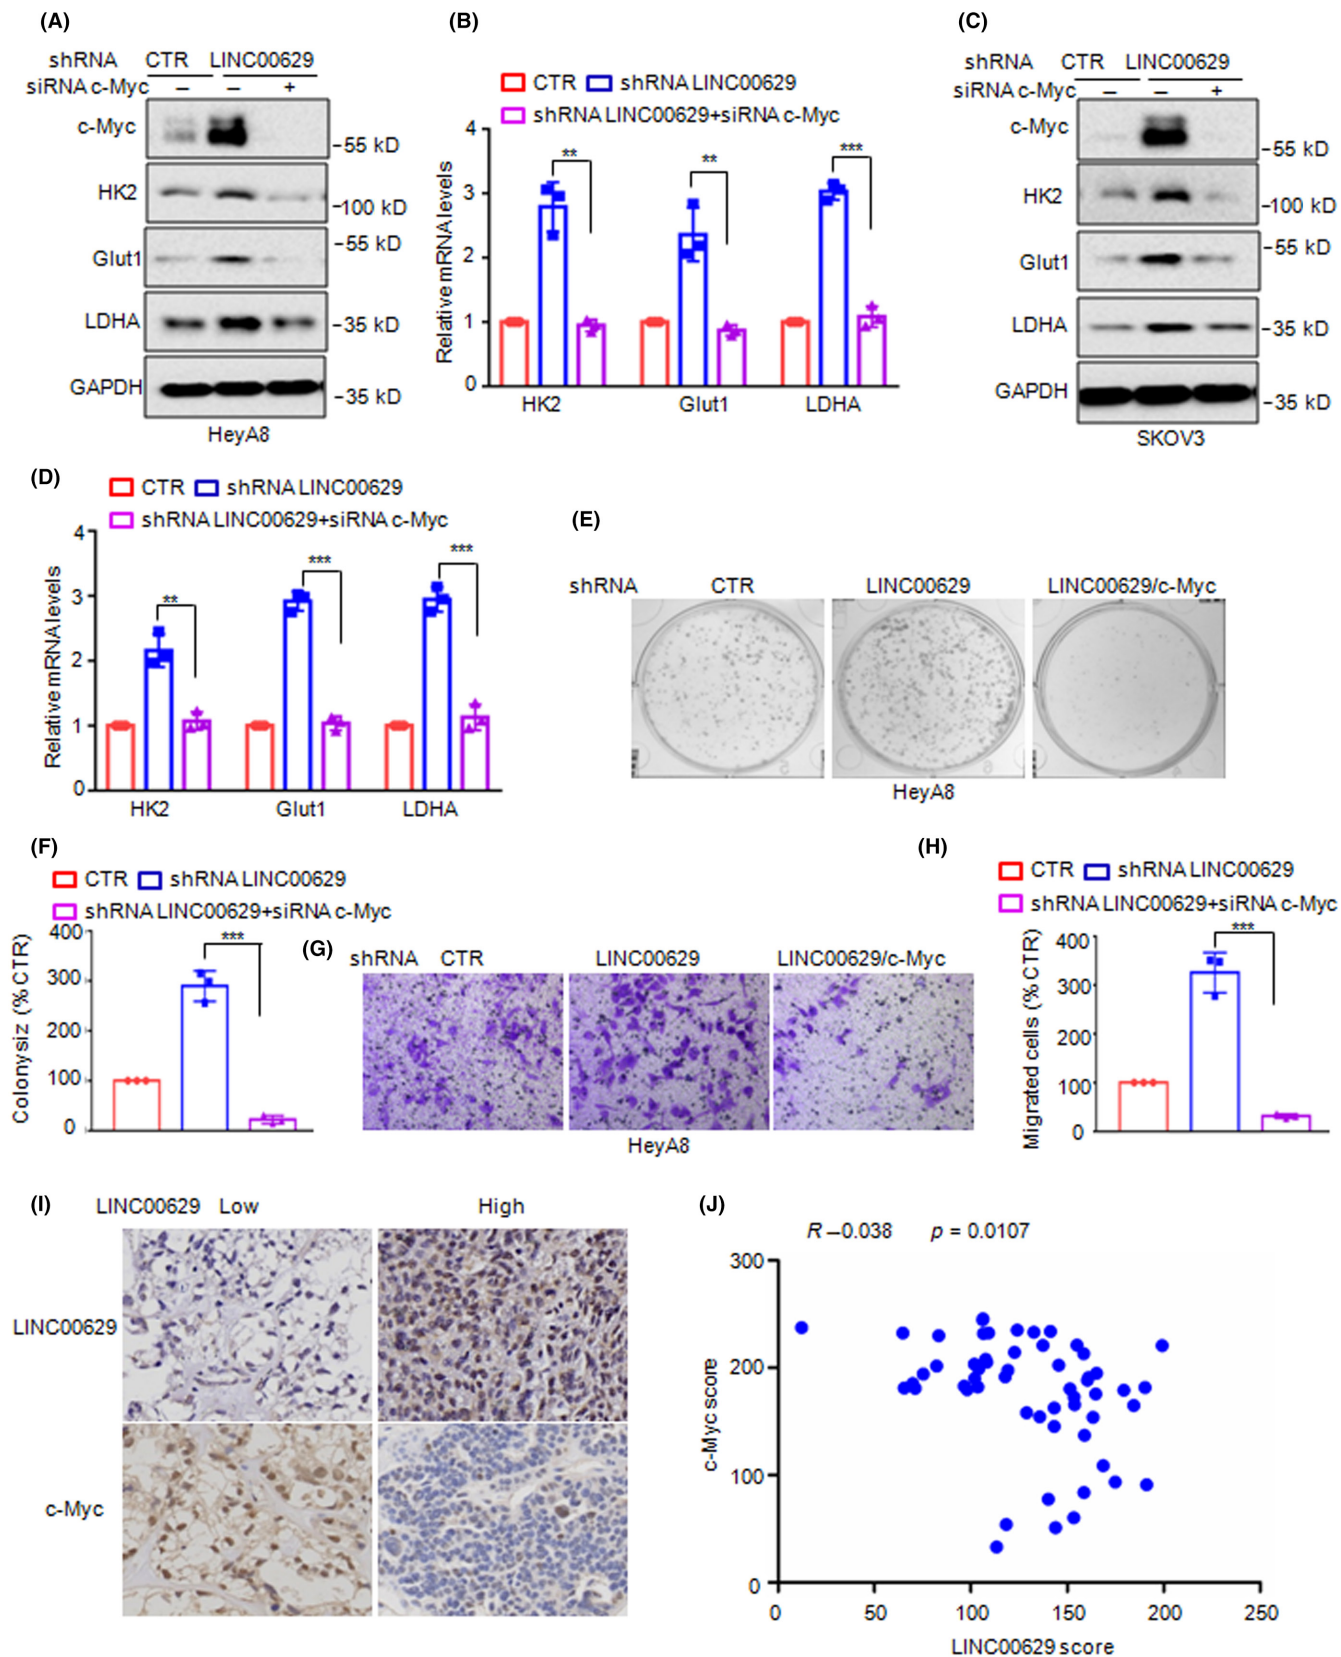 (A)
shRNA CTR LINC00629
siRNA c-Myc – – +
c-Myc
–55 kD
HK2
–100 kD
–55 kD
Glut1
LDHA
–35 kD
GAPDH
–35 kD
HeyA8
(B)
CTR shRNA LINC00629
shRNA LINC00629+siRNA c-Myc
Relative mRNA levels
4
3
2
1
0
** ** ***
HK2 Glut1 LDHA
(C)
shRNA CTR LINC00629
siRNA c-Myc – – +
c-Myc
–55 kD
HK2
–100 kD
–55 kD
Glut1
LDHA
–35 kD
GAPDH
–35 kD
SKOV3
(D)
CTR shRNA LINC00629
shRNA LINC00629+siRNA c-Myc
Relative mRNA levels
4
3
2
1
0
** *** ***
HK2 Glut1 LDHA
(E)
shRNA CTR LINC00629 LINC00629/c-Myc
HeyA8
(F)
CTR shRNA LINC00629
shRNA LINC00629+siRNA c-Myc
Colonysiz (% CTR)
400
300
200
100
0
***
(G)
shRNA CTR LINC00629 LINC00629/c-Myc
HeyA8
(H)
CTR shRNA LINC00629
shRNA LINC00629+siRNA c-Myc
Migrated cells (% CTR)
400
300
200
100
0
***
(I)
LINC00629 Low High
LINC00629
c-Myc
(J)
R –0.038 p = 0.0107
c-Myc score
300
200
100
0
0 50 100 150 200 250
LINC00629 score